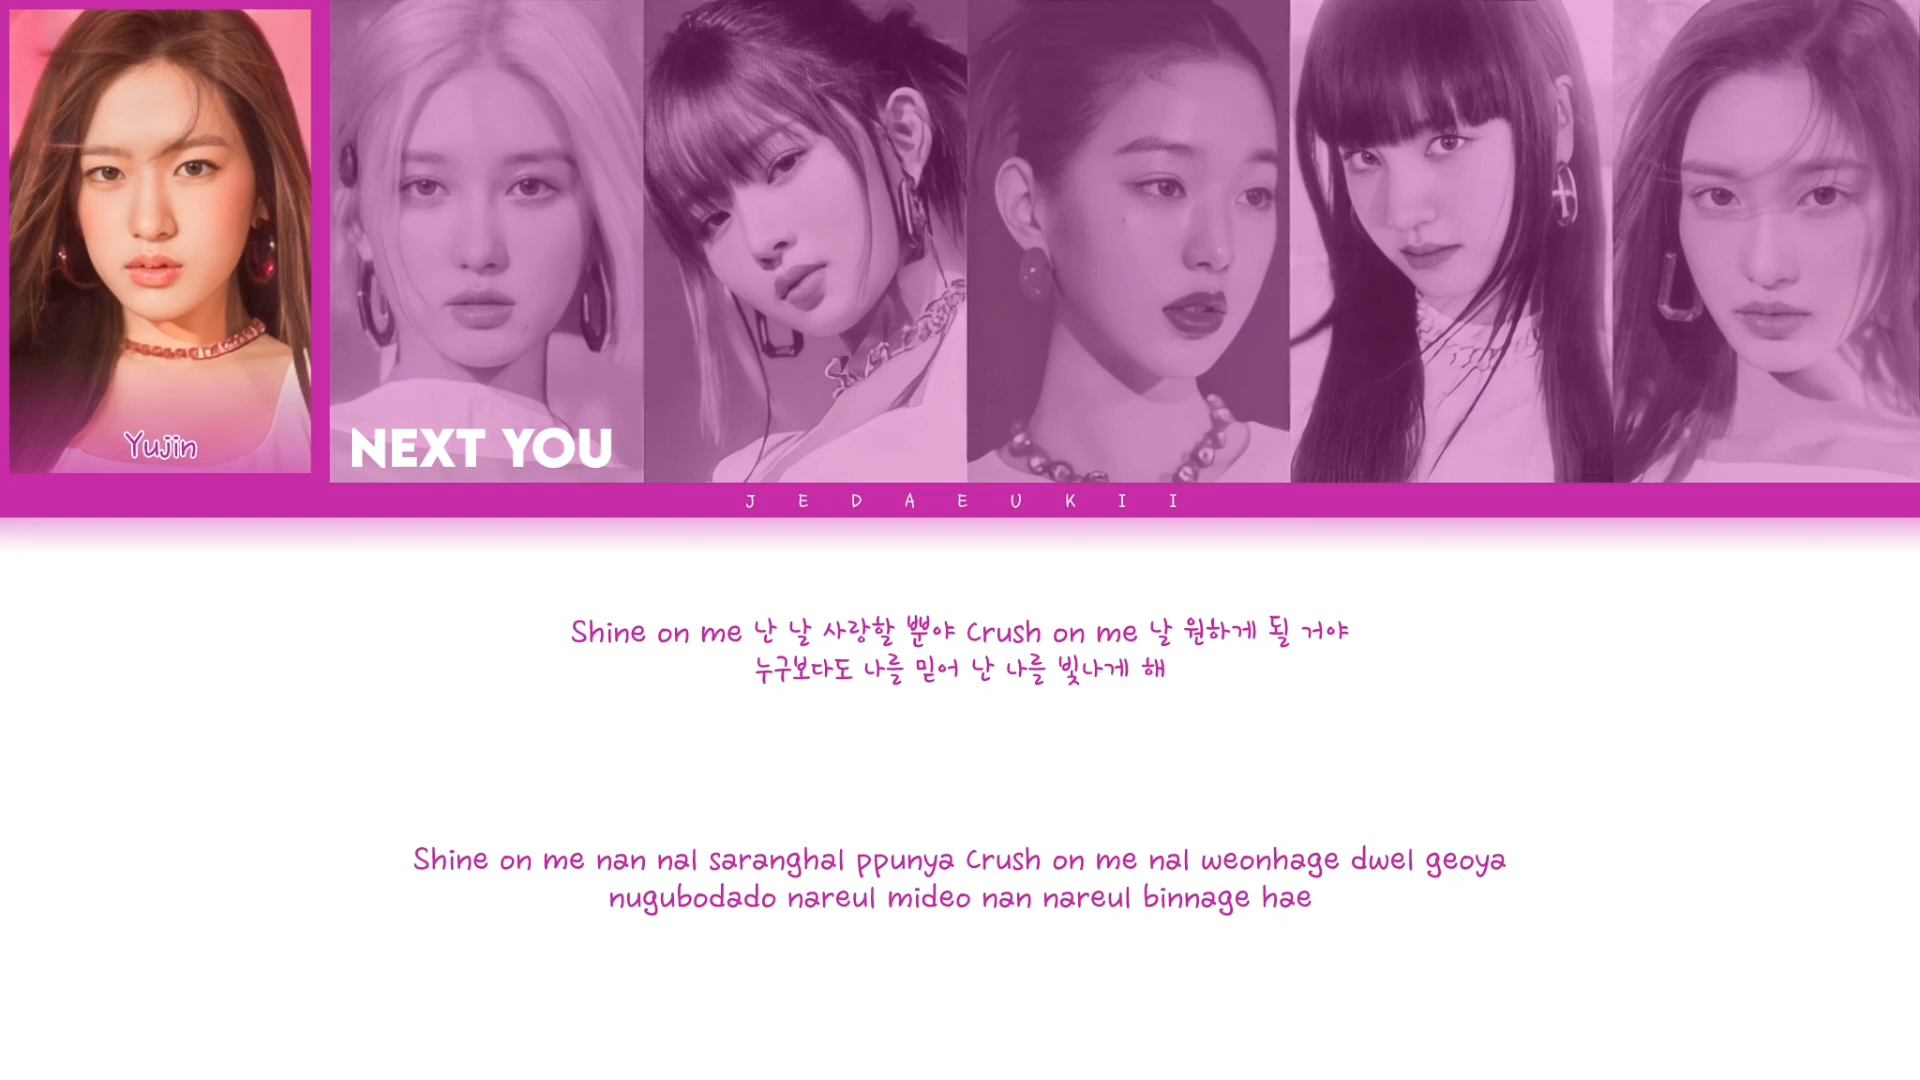 Yujin
NEXT YOU
JEDAEUKII
Shine on me 난 날 사랑할 뿐야 Crush on me 날 원하게 될 거야
누구보다도 나를 믿어 난 나를 빛나게 해
Shine on me nan nal saranghal ppunya Crush on me nal weonhage dwel geoya
nugubodado nareul mideo nan nareul binnage hae